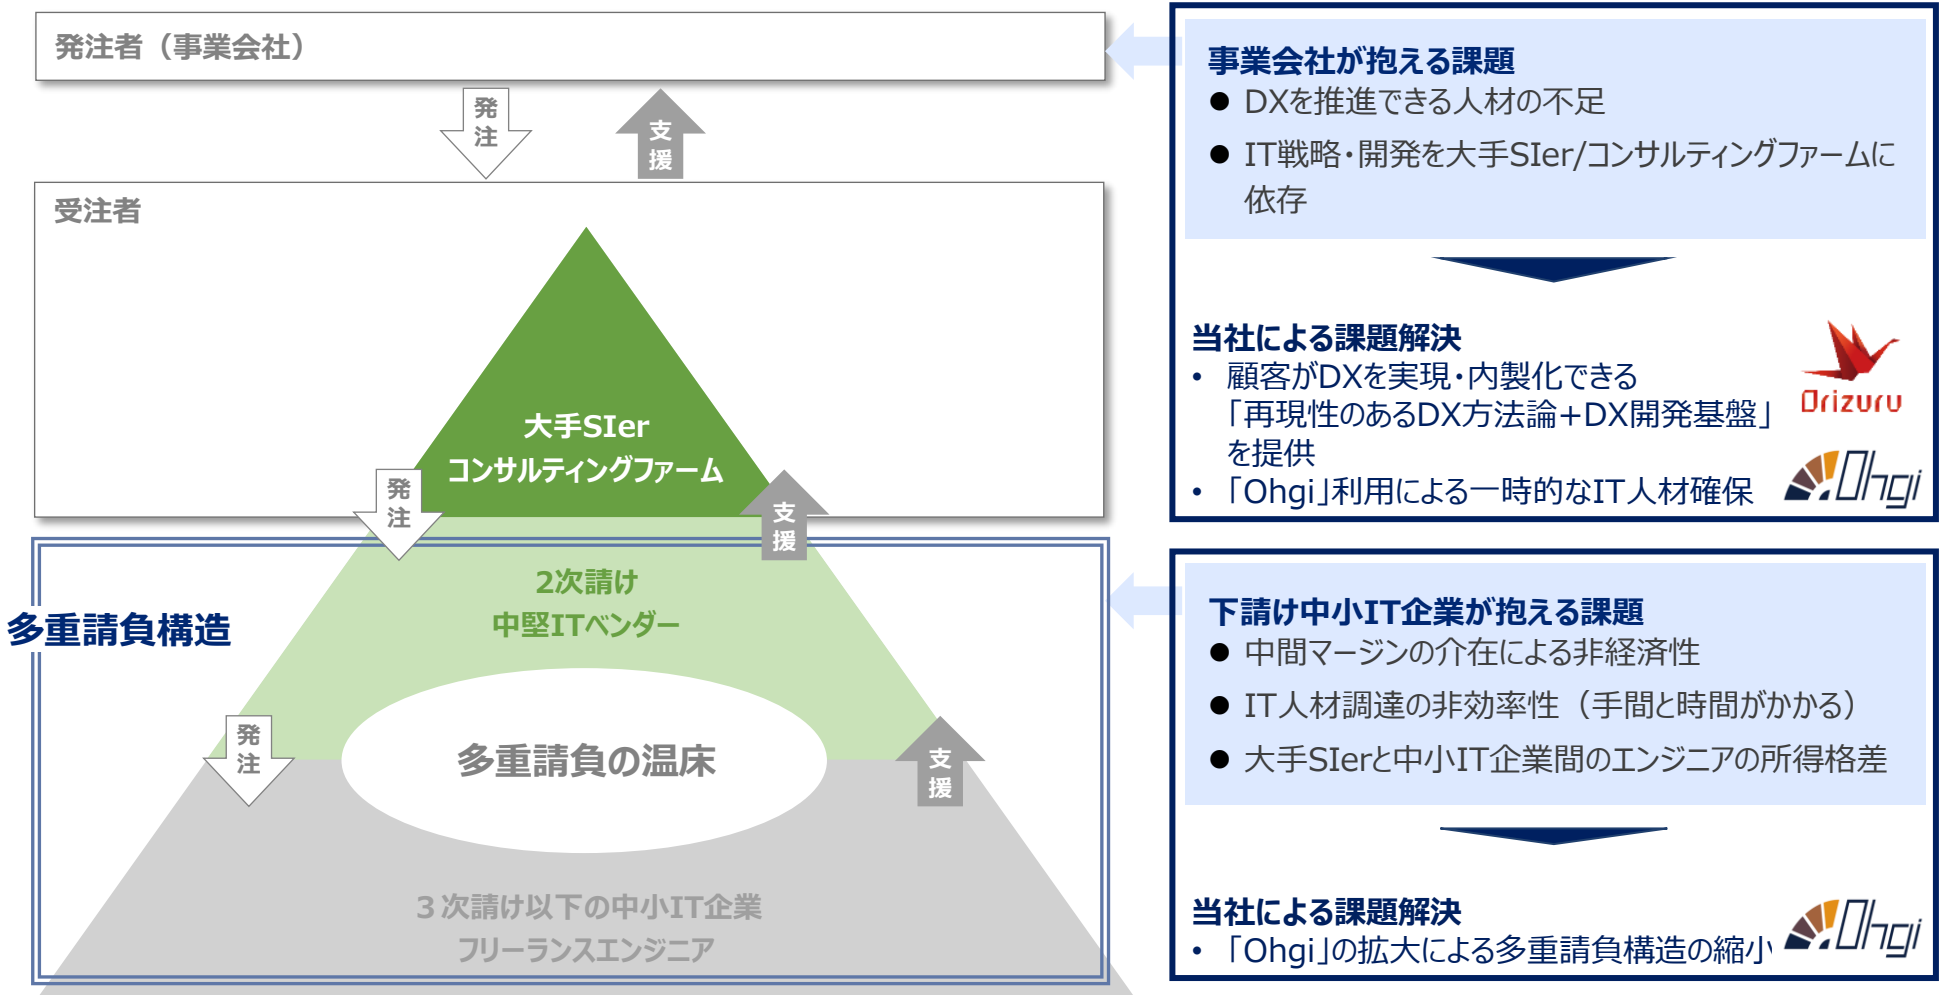 発注者（事業会社）
発注
支援
受注者
大手SIer
コンサルティングファーム
発注
支援
2次請け
中堅ITベンダー
多重請負構造
発注
支援
多重請負の温床
３次請け以下の中小IT企業
フリーランスエンジニア
事業会社が抱える課題
● DXを推進できる人材の不足
● IT戦略・開発を大手SIer/コンサルティングファームに
依存
当社による課題解決
• 顧客がDXを実現・内製化できる
「再現性のあるDX方法論+DX開発基盤」
を提供
• 「Ohgi」利用による一時的なIT人材確保
Orizuru
Ohgi
下請け中小IT企業が抱える課題
● 中間マージンの介在による非経済性
● IT人材調達の非効率性（手間と時間がかかる）
● 大手SIerと中小IT企業間のエンジニアの所得格差
当社による課題解決
• 「Ohgi」の拡大による多重請負構造の縮小
Ohgi